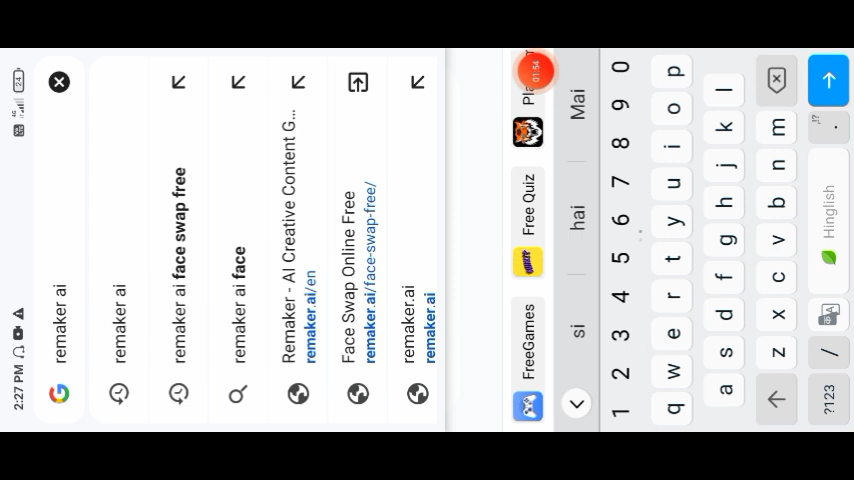 2:27 PM
4G
24
remaker ai
remaker ai
remaker ai face swap free
remaker ai face
Remaker - AI Creative Content G...
remaker.ai/en
Face Swap Online Free
remaker.ai/face-swap-free/
remaker.ai
remaker.ai
FreeGames
Free Quiz
01:54
si
hai
Mai
1 2 3 4 5 6 7 8 9 0
q w e r t y u i o p
a s d f g h j k l
z x c v b n m
?123
/
Hinglish
,!?
.